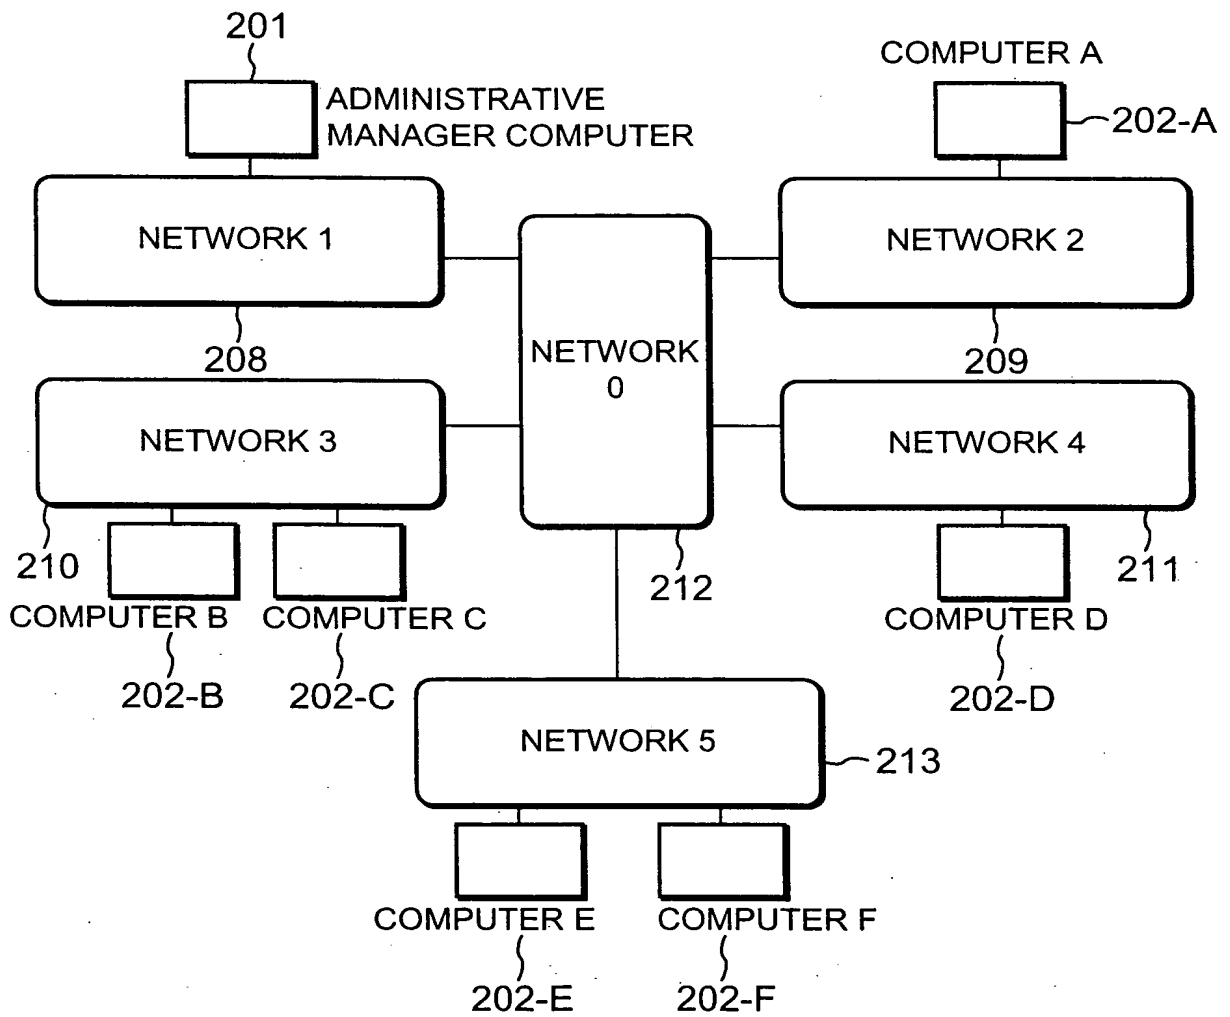 201
ADMINISTRATIVE
MANAGER COMPUTER
COMPUTER A
202-A
NETWORK 1
208
NETWORK 2
209
NETWORK
0
212
NETWORK 3
210
COMPUTER B
202-B
COMPUTER C
202-C
NETWORK 4
211
COMPUTER D
202-D
NETWORK 5
213
COMPUTER E
202-E
COMPUTER F
202-F